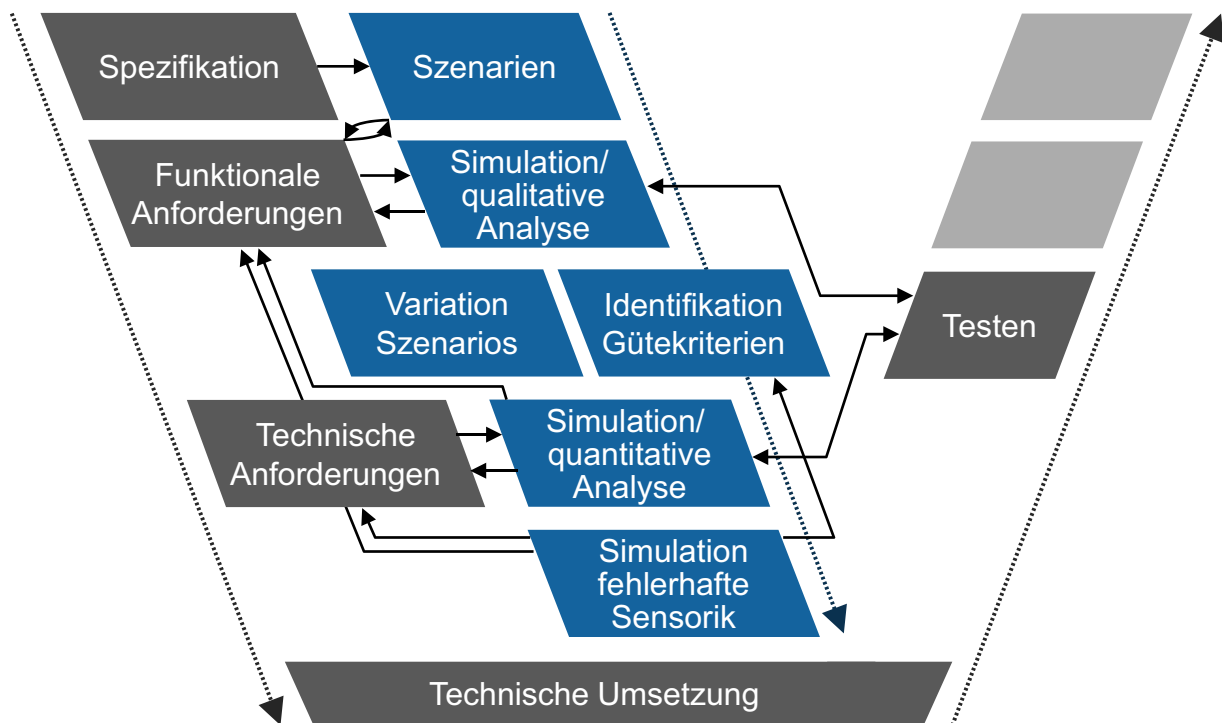 Spezifikation
Szenarien
Funktionale
Anforderungen
Simulation/
qualitative
Analyse
Variation
Szenarios
Identifikation
Gütekriterien
Testen
Technische
Anforderungen
Simulation/
quantitative
Analyse
Simulation
fehlerhafte
Sensorik
Technische Umsetzung